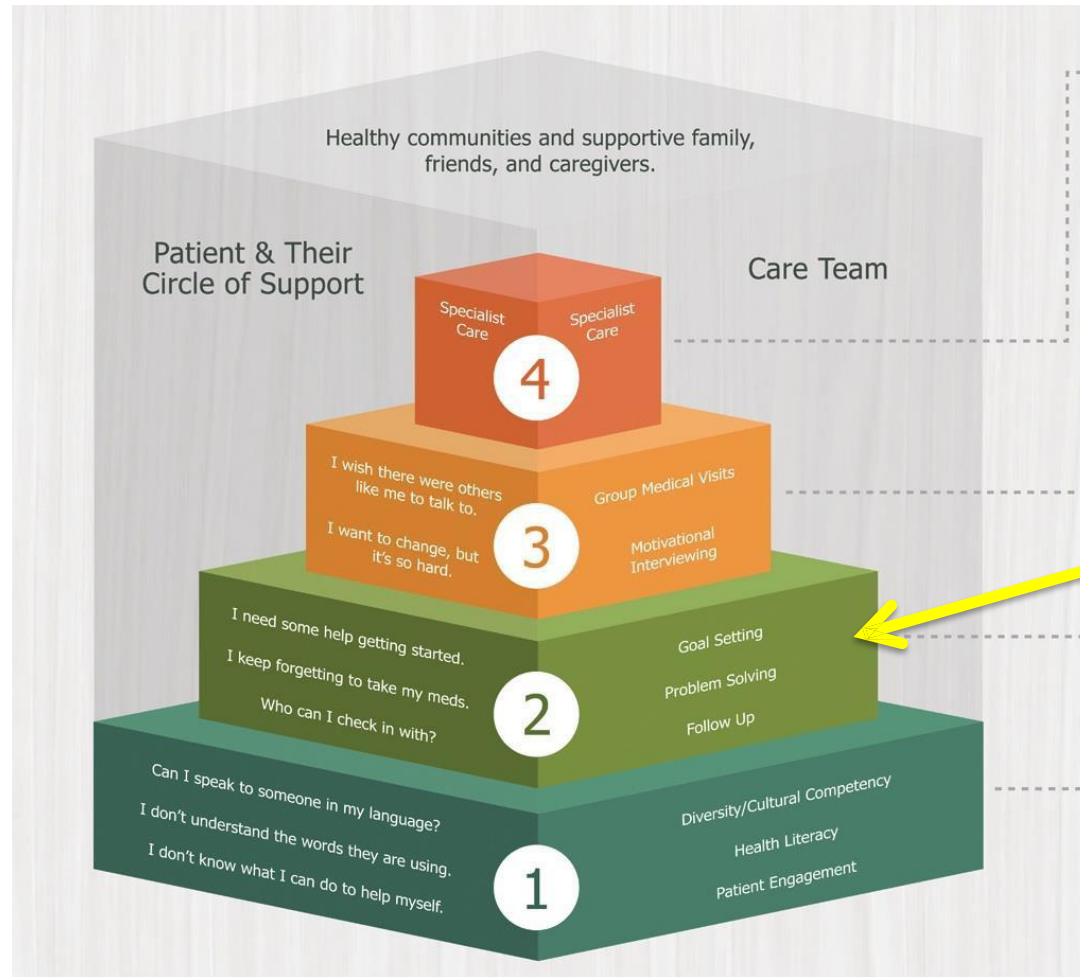 Healthy communities and supportive family,
friends, and caregivers.
Patient & Their
Circle of Support
Care Team
Specialist
Care
Specialist
Care
4
I wish there were others
like me to talk to.
I want to change, but
it's so hard.
3
Group Medical Visits
Motivational
Interviewing
I need some help getting started.
I keep forgetting to take my meds.
Who can I check in with?
2
Goal Setting
Problem Solving
Follow Up
Can I speak to someone in my language?
I don't understand the words they are using.
I don't know what I can do to help myself.
1
Diversity/Cultural Competency
Health Literacy
Patient Engagement